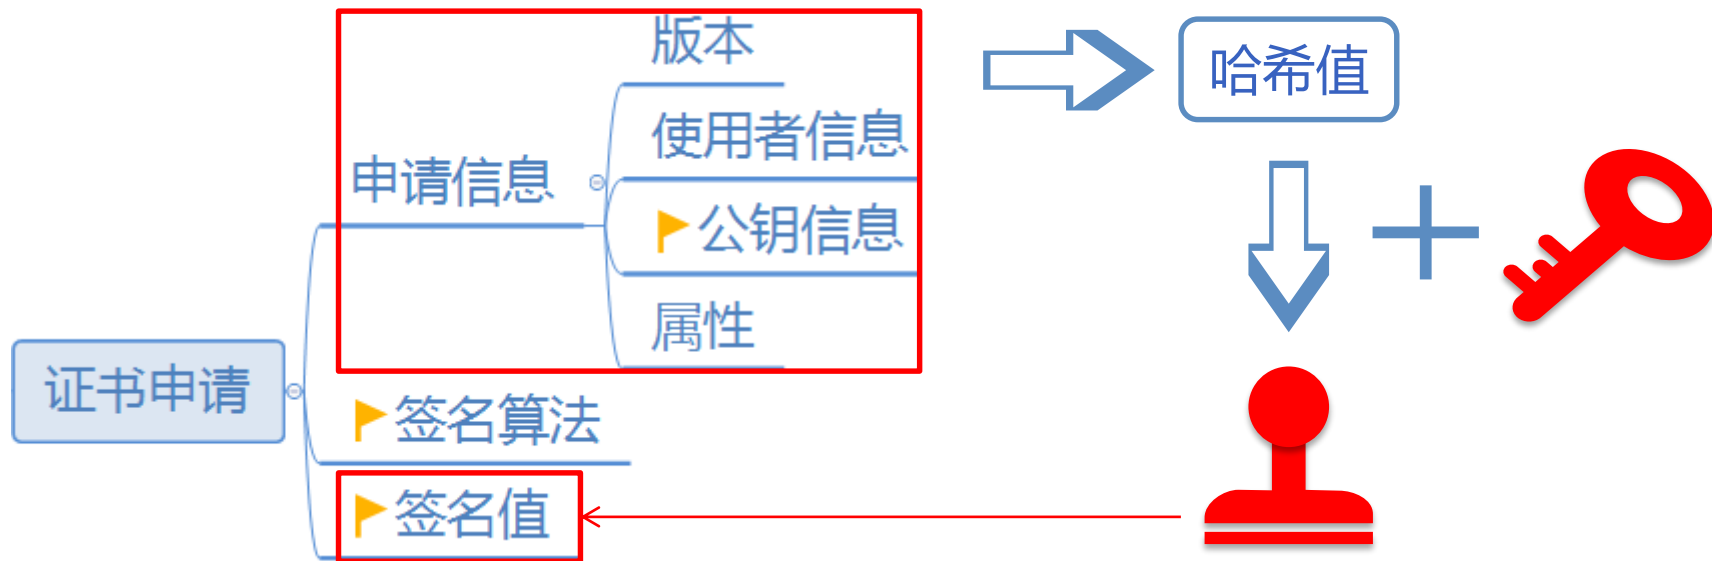 版本
哈希值
使用者信息
申请信息
公钥信息
属性
证书申请
签名算法
签名值